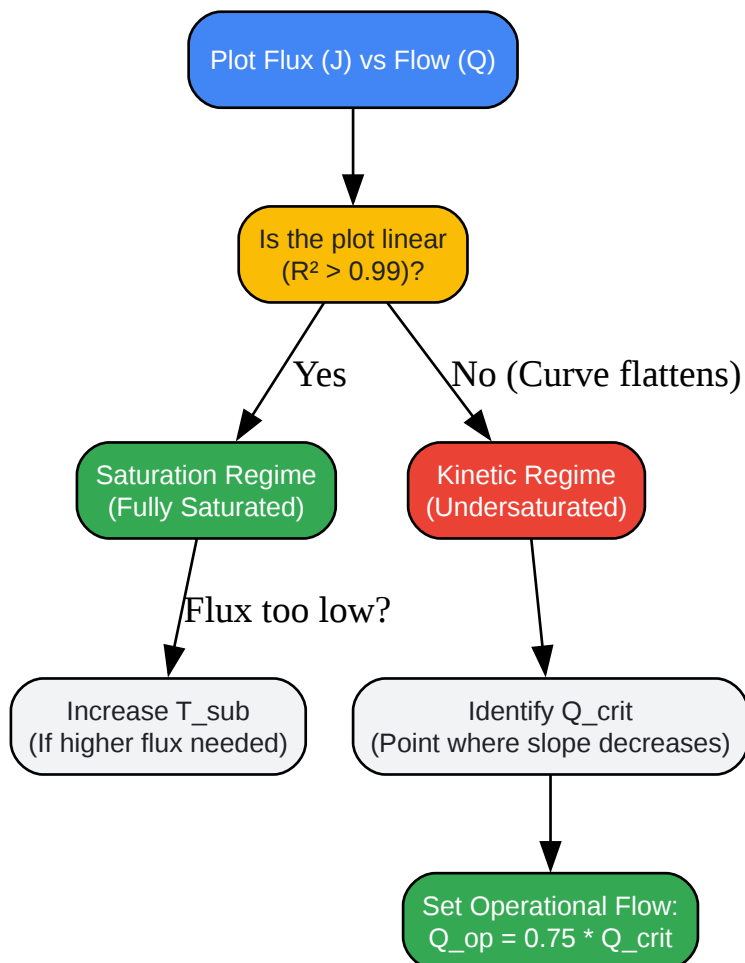 Plot Flux (J) vs Flow (Q)
Is the plot linear
(R² > 0.99)?
Yes
No (Curve flattens)
Saturation Regime
(Fully Saturated)
Kinetic Regime
(Undersaturated)
Flux too low?
Increase T_sub
(If higher flux needed)
Identify Q_crit
(Point where slope decreases)
Set Operational Flow:
Q_op = 0.75 * Q_crit